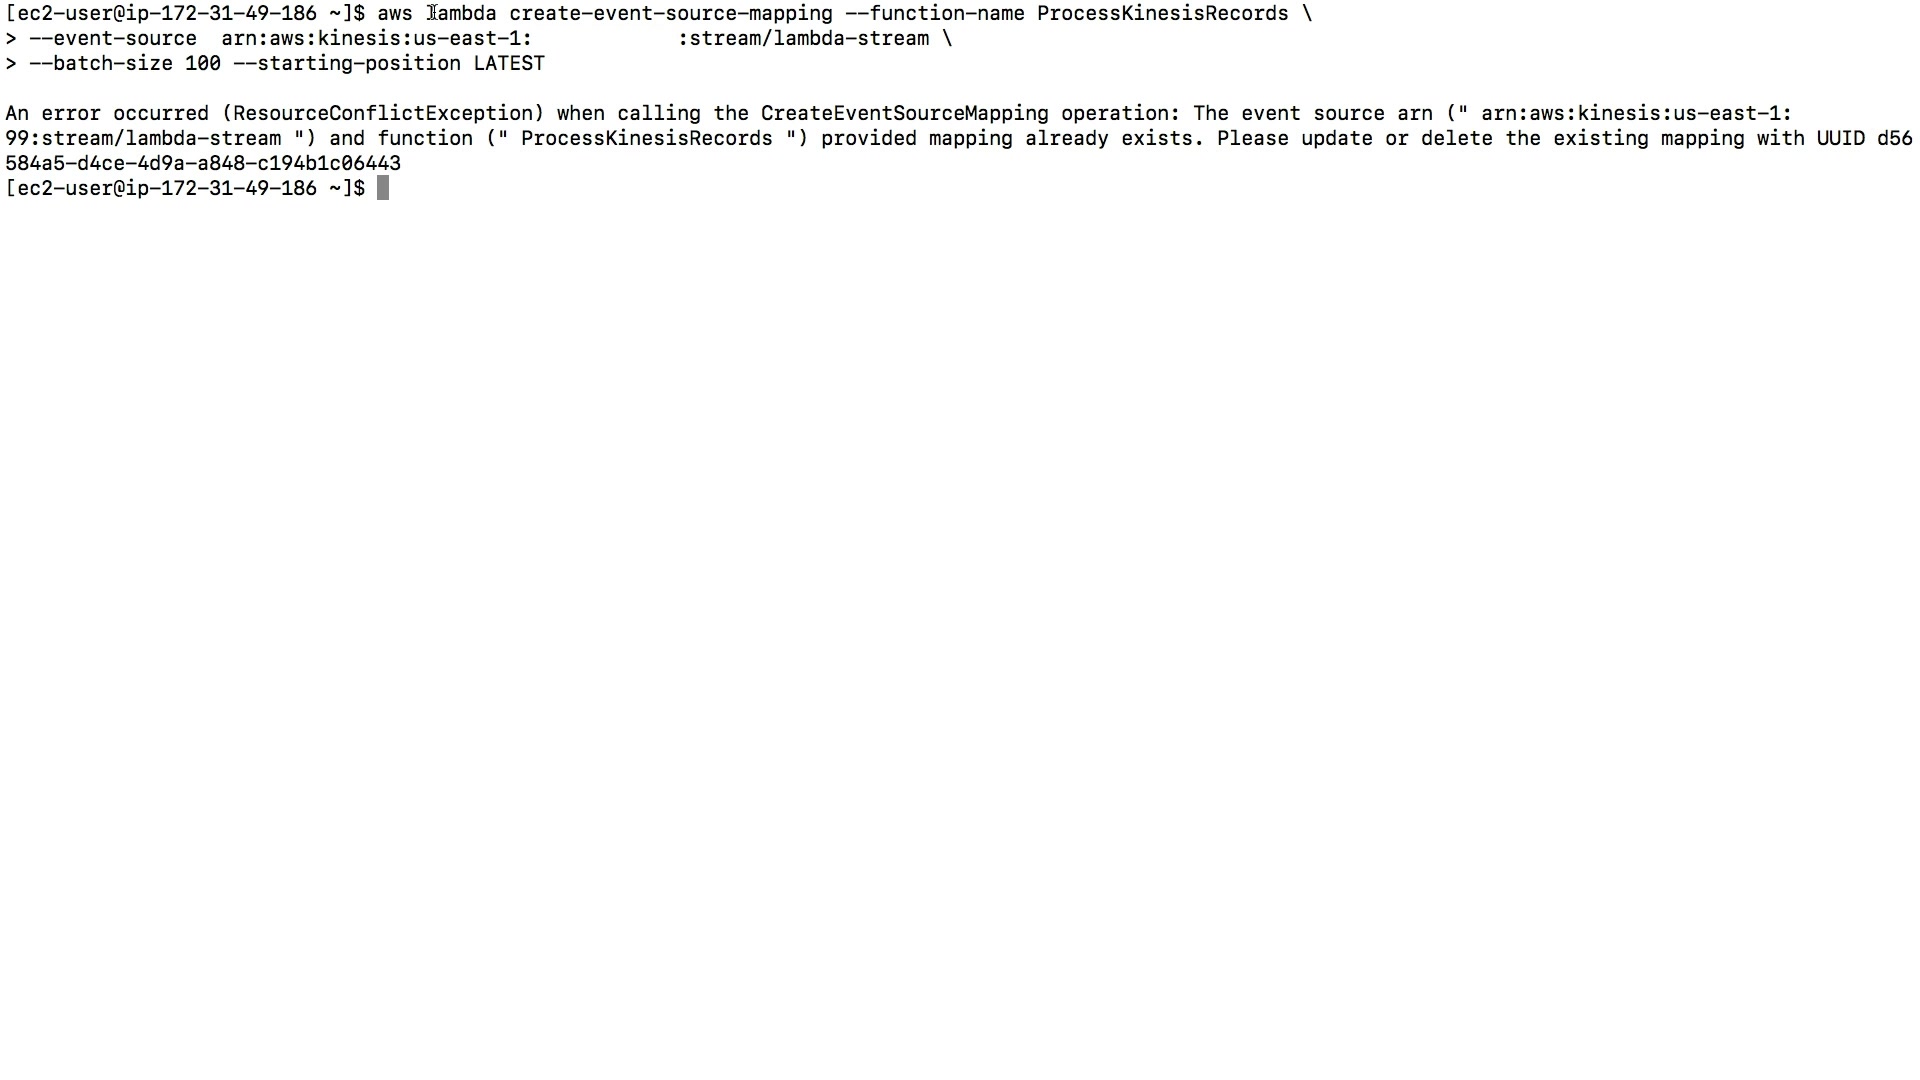 [ec2-user@ip-172-31-49-186 ~]$ aws lambda create-event-source-mapping --function-name ProcessKinesisRecords \
> --event-source  arn:aws:kinesis:us-east-1:            :stream/lambda-stream \
> --batch-size 100 --starting-position LATEST
An error occurred (ResourceConflictException) when calling the CreateEventSourceMapping operation: The event source arn (" arn:aws:kinesis:us-east-1:
99:stream/lambda-stream ") and function (" ProcessKinesisRecords ") provided mapping already exists. Please update or delete the existing mapping with UUID d56
584a5-d4ce-4d9a-a848-c194b1c06443
[ec2-user@ip-172-31-49-186 ~]$